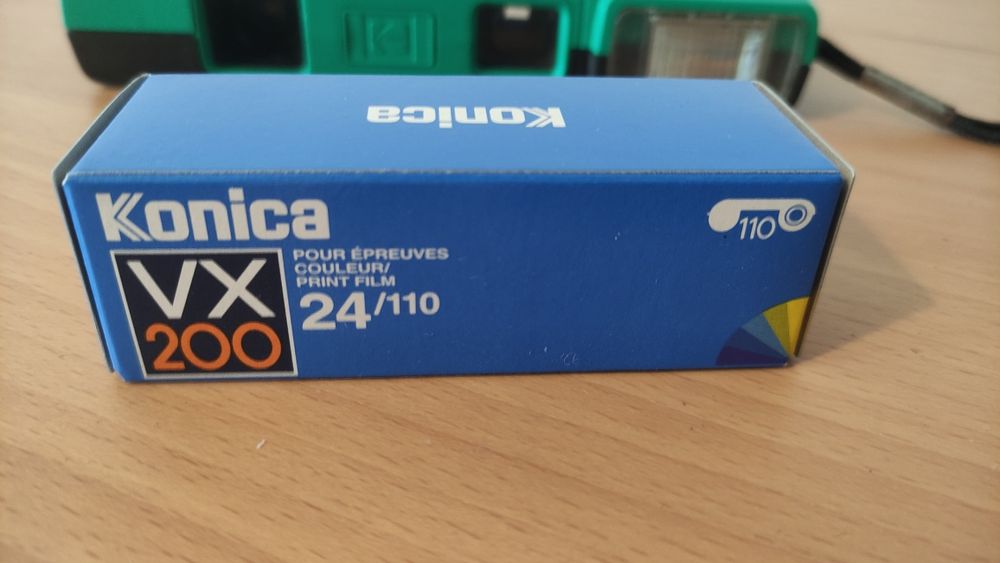 Konica
Konica
110
VX
200
POUR ÉPREUVES
COULEUR/
PRINT FILM
24/110